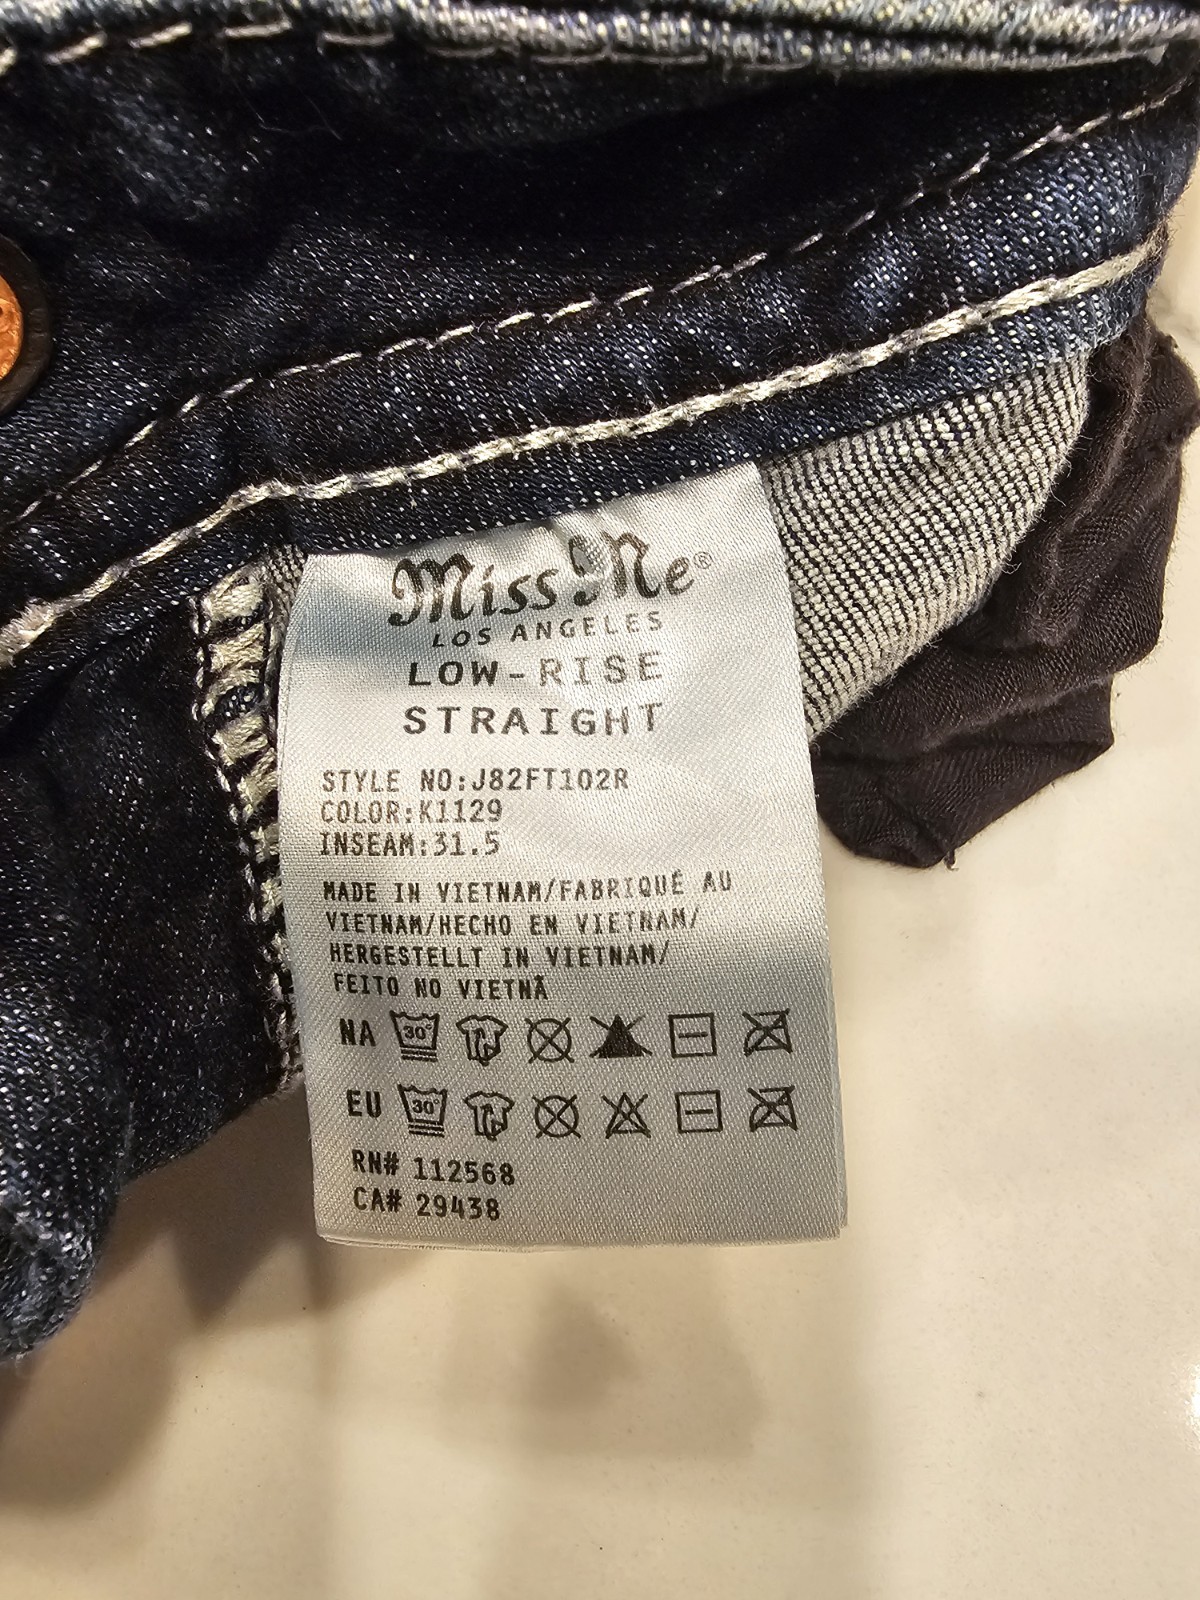 Miss Me®
LOS ANGELES
LOW-RISE
STRAIGHT
STYLE NO:J82FT102R
COLOR:K1129
INSEAM:31.5
MADE IN VIETNAM/FABRIQUÉ AU
VIETNAM/HECHO EN VIETNAM/
HERGESTELLT IN VIETNAM/
FEITO NO VIETNÃ
NA 30°
EU 30°
RN# 112568
CA# 29438